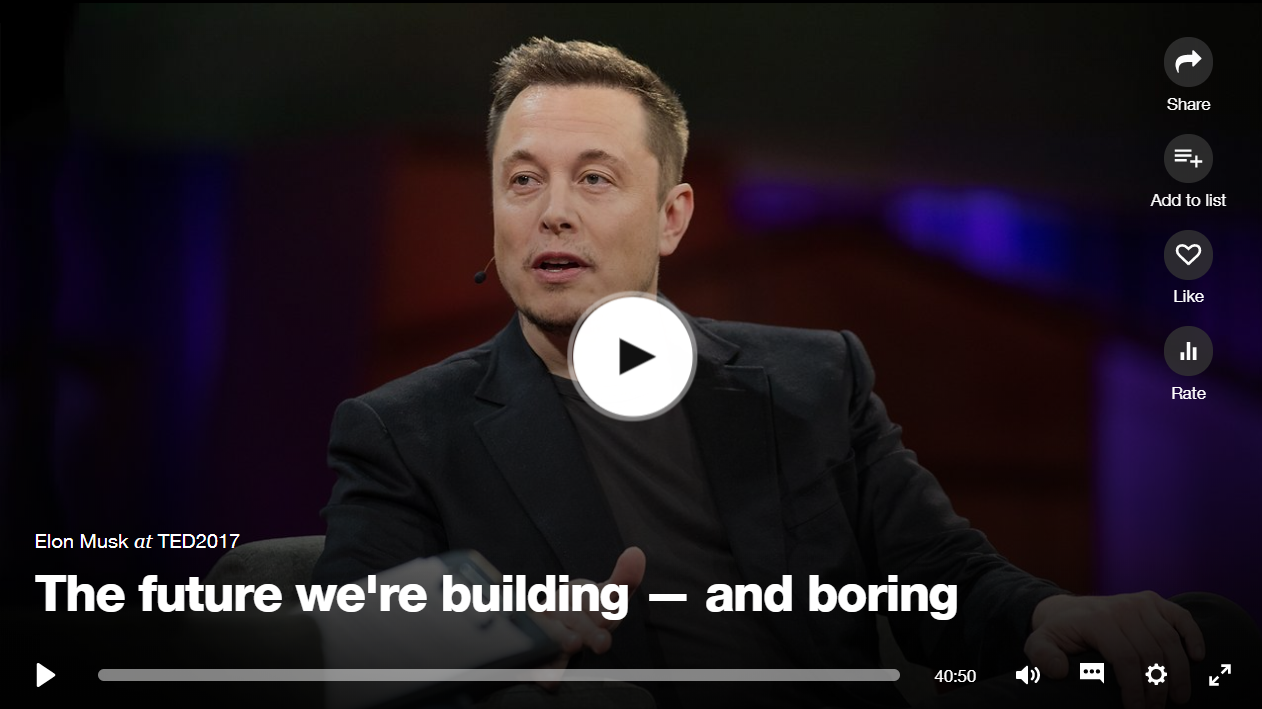 Share
Add to list
Like
Rate
Elon Musk at TED2017
The future we're building — and boring
40:50